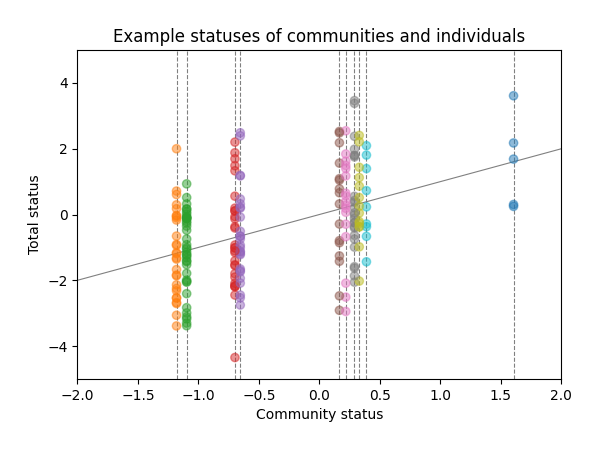 Example statuses of communities and individuals
Total status
4
2
0
−2
−4
−2.0 −1.5 −1.0 −0.5 0.0 0.5 1.0 1.5 2.0
Community status